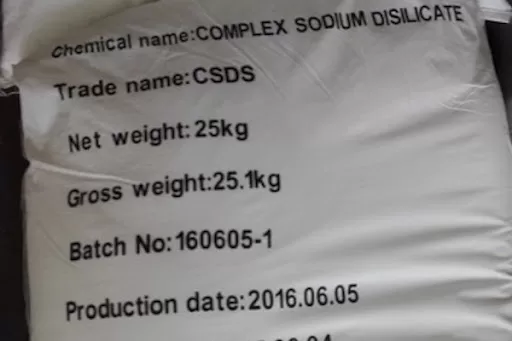 Chemical name:COMPLEX SODIUM DISILICATE
Trade name:CSDS
Net weight:25kg
Gross weight:25.1kg
Batch No:160605-1
Production date:2016.06.05